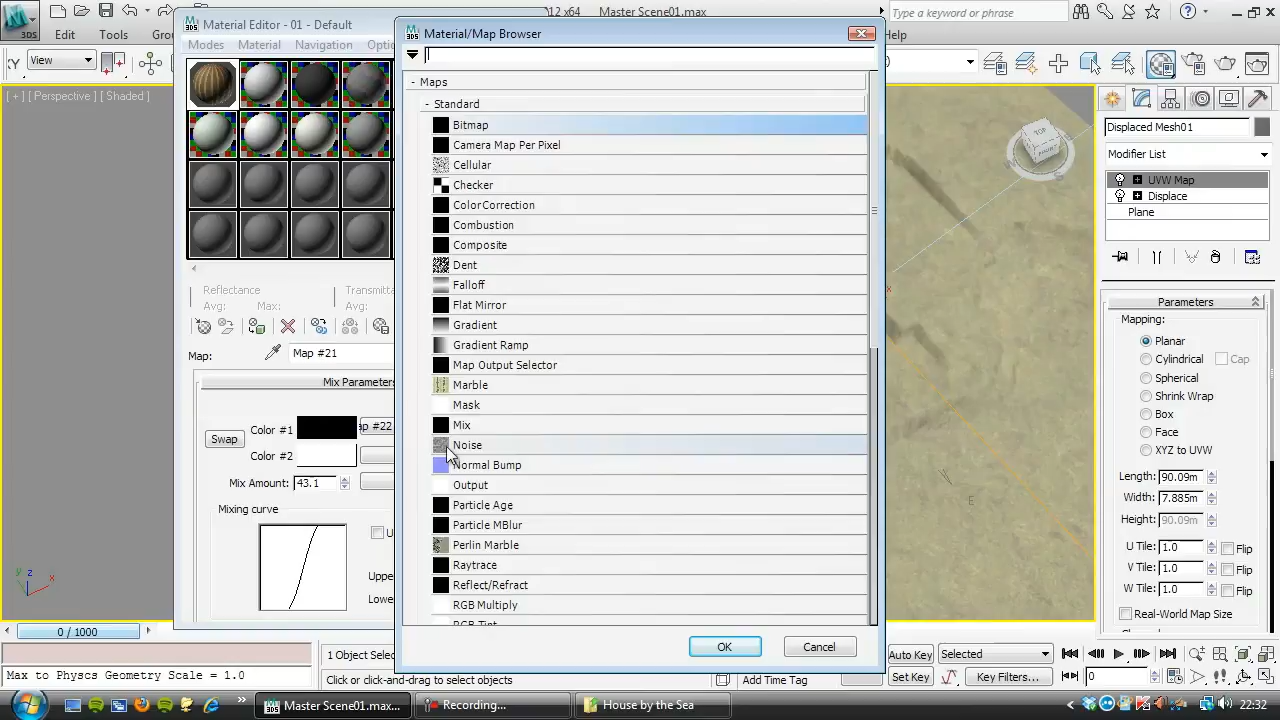 Material Editor - 01 - Default
Material/Map Browser
12 x64
Master Scene01.max
Type a keyword or phrase
Edit
Tools
Modes
Material
Navigation
Help
View
[ + ] [ Perspective ] [ Shaded ]
- Maps
- Standard
Bitmap
Camera Map Per Pixel
Cellular
Checker
Color Correction
Combustion
Composite
Dent
Falloff
Flat Mirror
Gradient
Gradient Ramp
Map Output Selector
Marble
Mask
Mix
Noise
Normal Bump
Output
Particle Age
Particle MBlur
Perlin Marble
Raytrace
Reflect/Refract
RGB Multiply
RGB Tint
OK
Cancel
Reflectance
Avg:
Max:
Avg:
Map:
Map #21
Mix Parameters
Color #1
Swap
Color #2
Mix Amount:
43.1
Mixing curve
TOP
FRONT
Displaced Mesh01
Modifier List
UVW Map
Displace
Plane
Parameters
Mapping:
Planar
Cylindrical
Cap
Spherical
Shrink Wrap
Box
Face
XYZ to UVW
Length: 90.09m
Width: 7.885m
Height: 90.09m
U Tile: 1.0 Flip
V Tile: 1.0 Flip
W Tile: 1.0 Flip
Real-World Map Size
x
y
z
x
0 / 1000
Max to Physcs Geometry Scale = 1.0
1 Object Selec
Click or click-and-drag to select objects
Add Time Tag
Auto Key
Selected
Set Key
Key Filters...
0
Master Scene01.max...
Recording...
House by the Sea
22:32